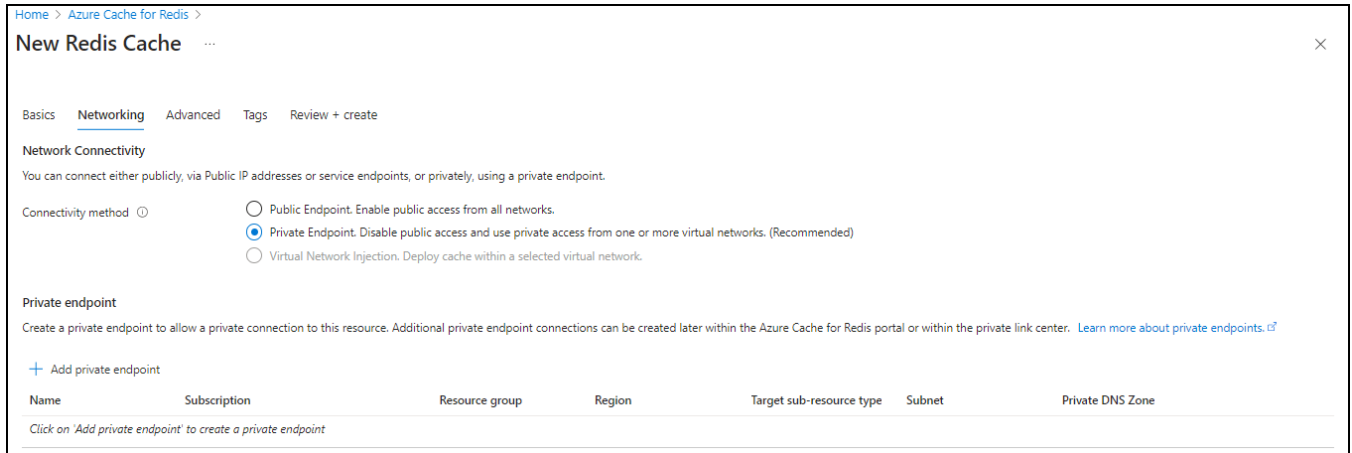 Home > Azure Cache for Redis >
New Redis Cache ...
Basics Networking Advanced Tags Review + create
Network Connectivity
You can connect either publicly, via Public IP addresses or service endpoints, or privately, using a private endpoint.
Connectivity method
Public Endpoint. Enable public access from all networks.
Private Endpoint. Disable public access and use private access from one or more virtual networks. (Recommended)
Virtual Network Injection. Deploy cache within a selected virtual network.
Private endpoint
Create a private endpoint to allow a private connection to this resource. Additional private endpoint connections can be created later within the Azure Cache for Redis portal or within the private link center. Learn more about private endpoints.
+ Add private endpoint
Name Subscription Resource group Region Target sub-resource type Subnet Private DNS Zone
Click on 'Add private endpoint' to create a private endpoint